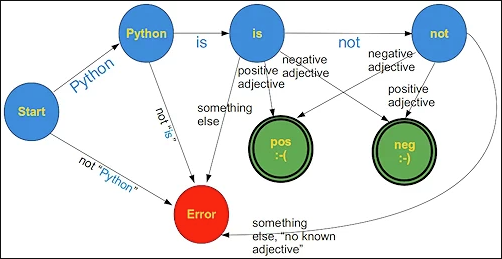 Python
is
is
not
not
Python
positive
adjective
negative
adjective
negative
adjective
positive
adjective
Start
not "is"
something
else
pos
:-(
neg
:-)
not "Python"
Error
something
else, "no known
adjective"